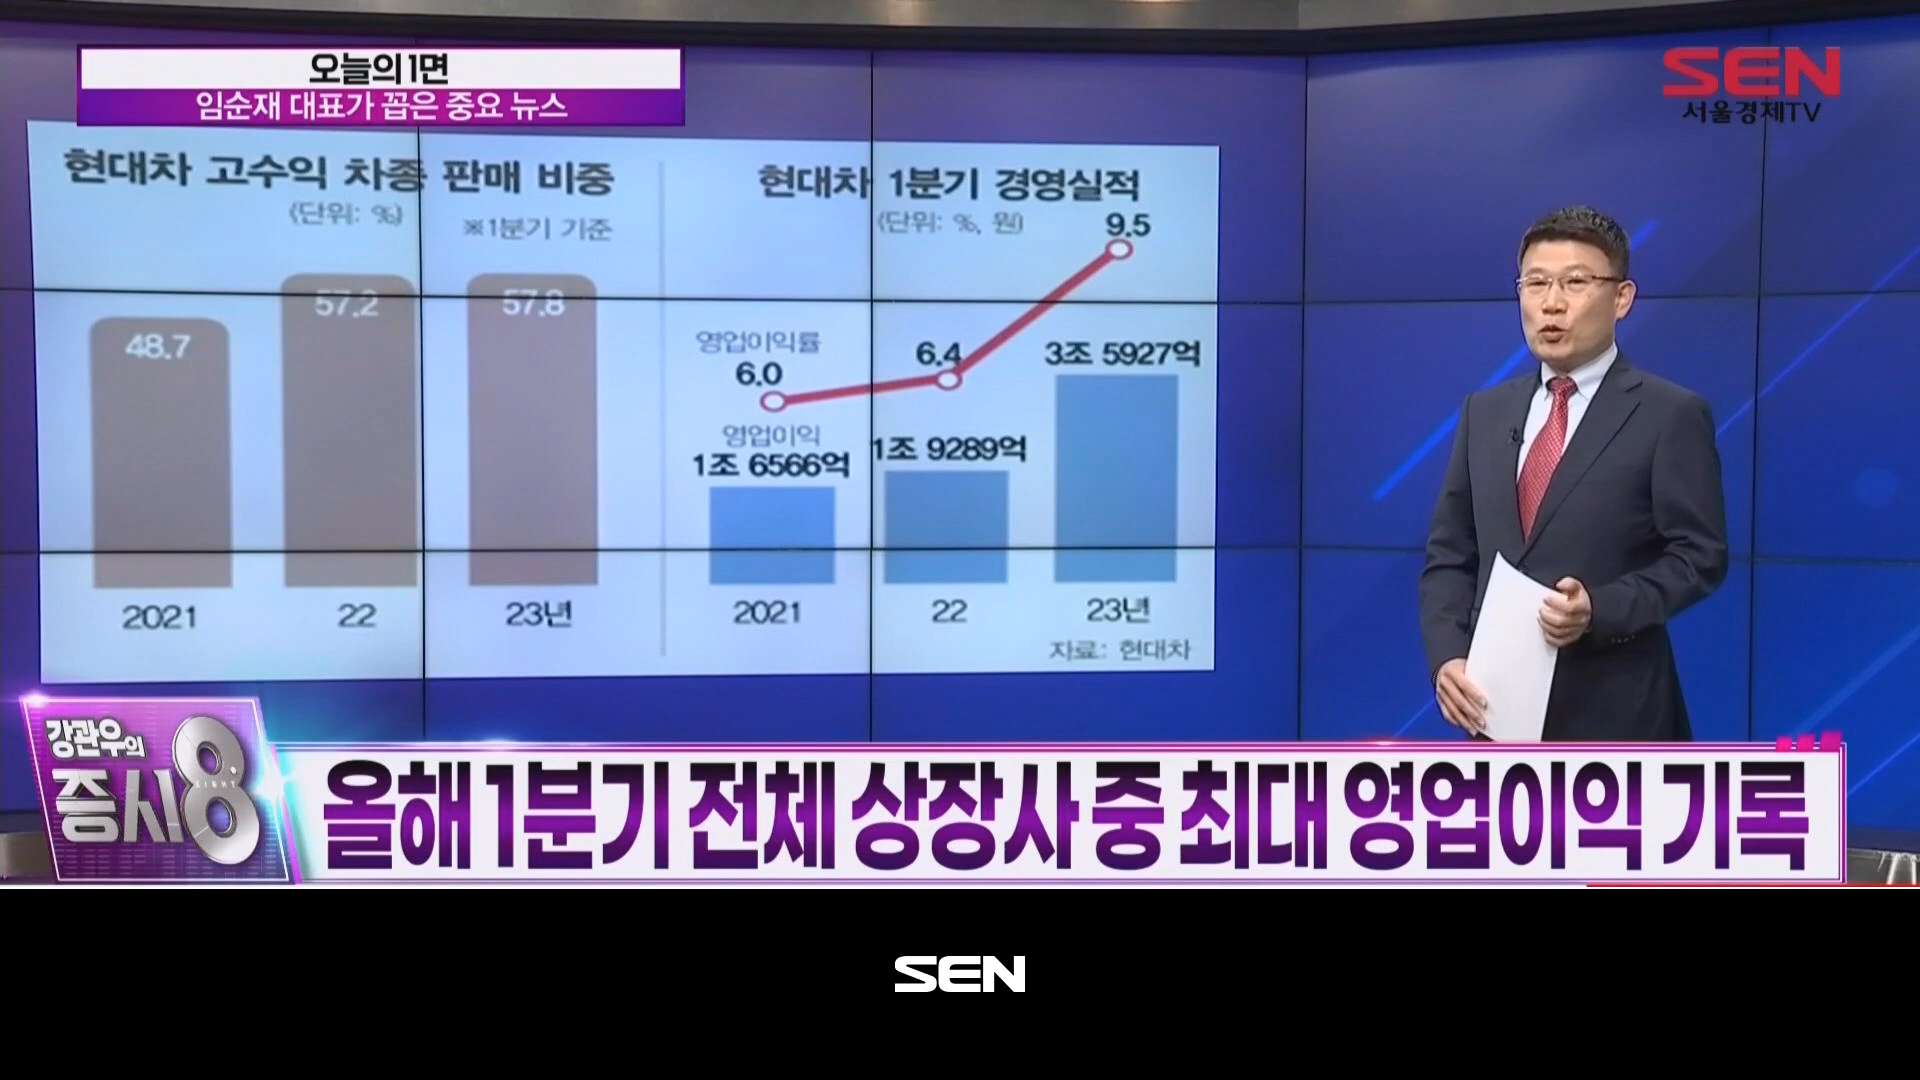 오늘의 1면
임순재 대표가 꼽은 중요 뉴스
SEN
서울경제TV
현대차 고수익 차종 판매 비중
(단위: %)
※1분기 기준
48.7
57.2
57.8
2021
22
23년
현대차 1분기 경영실적
(단위: %, 원)
9.5
영업이익률
6.0
6.4
3조 5927억
영업이익
1조 6566억
1조 9289억
2021
22
23년
자료: 현대차
강관우의
증시8
EIGHT
올해 1분기 전체 상장사 중 최대 영업이익 기록
SEN